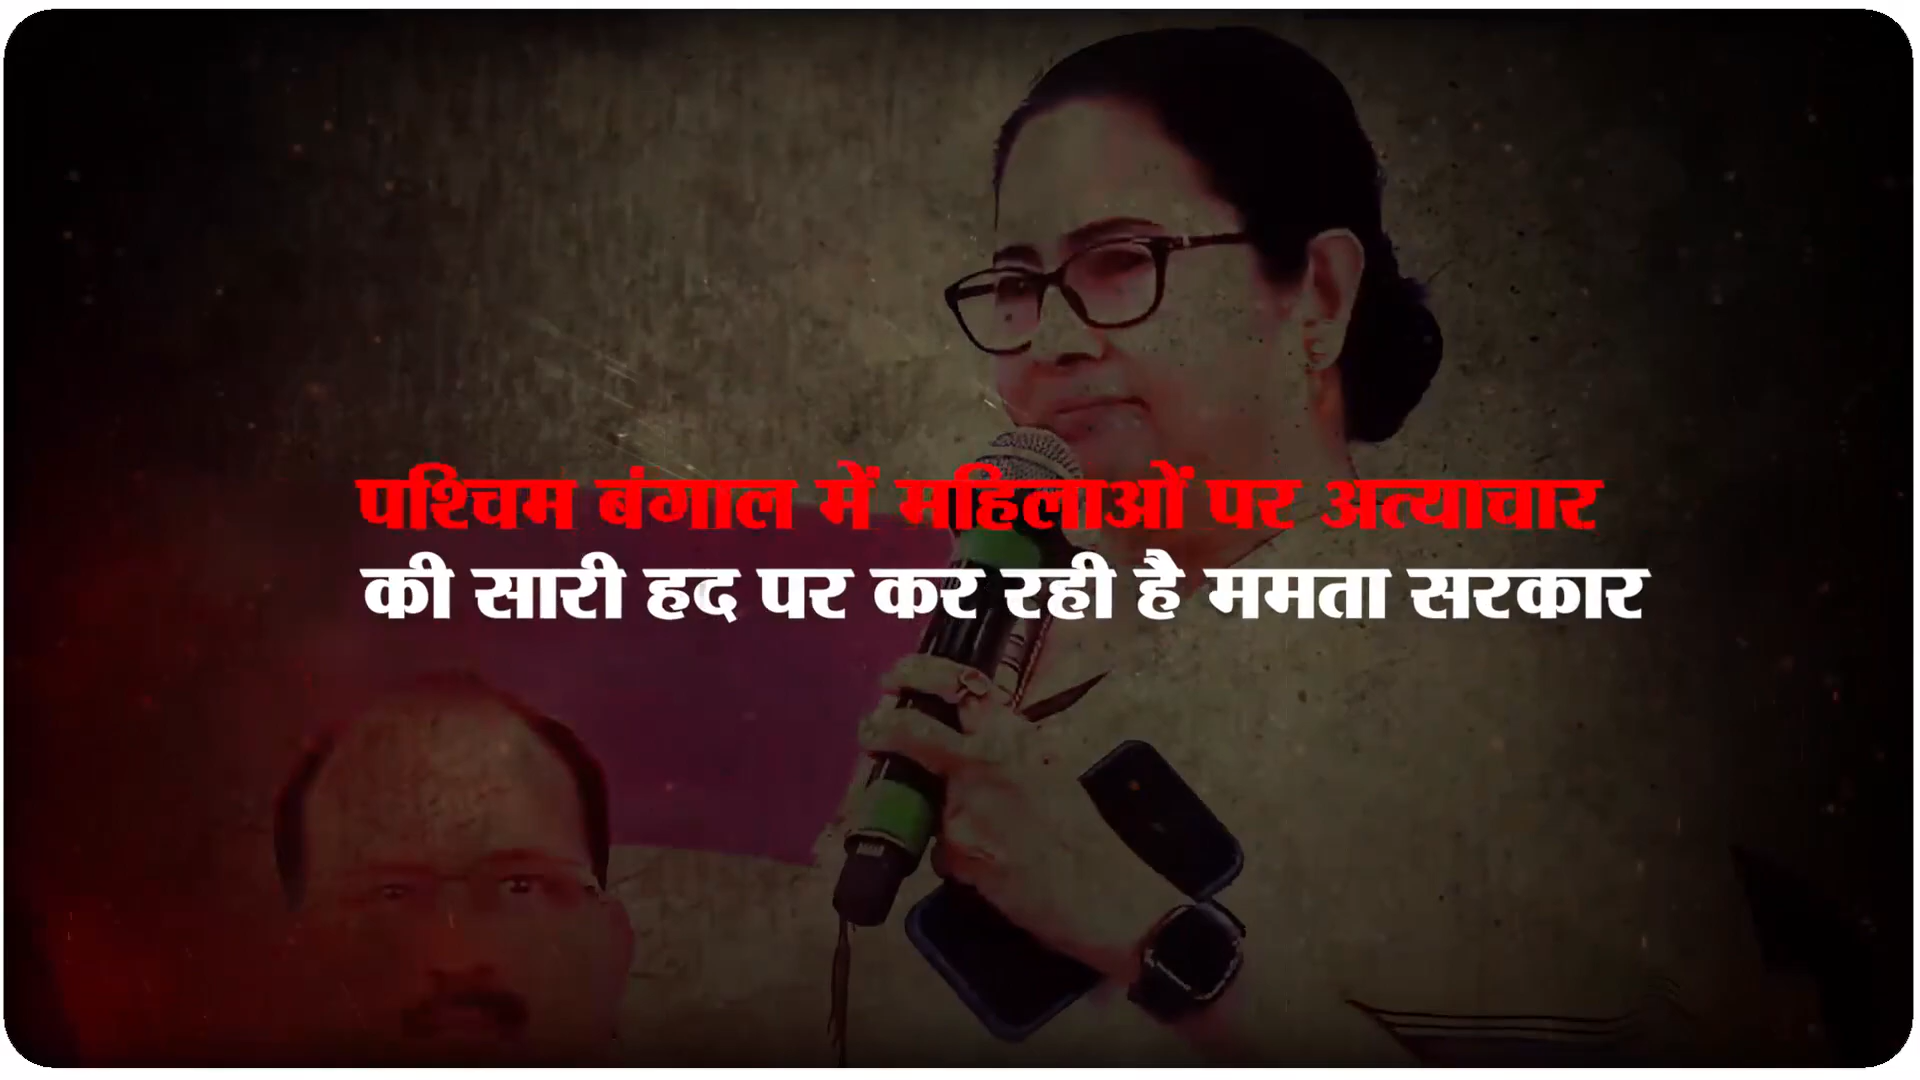 पश्चिम बंगाल में महिलाओं पर अत्याचार
की सारी हद पर कर रही है ममता सरकार